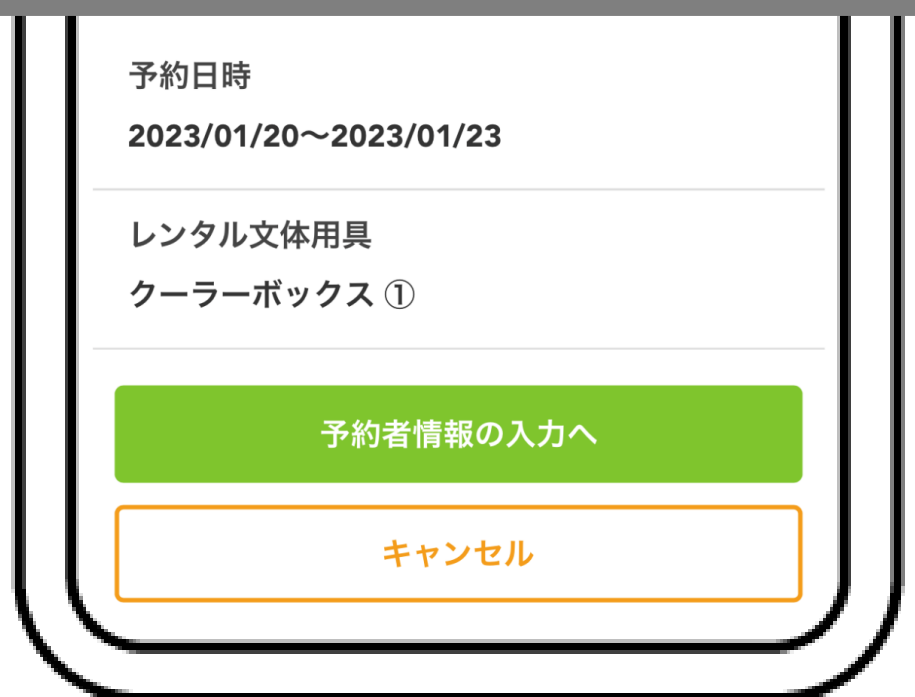 予約日時
2023/01/20〜2023/01/23
レンタル文体用具
クーラーボックス ①
予約者情報の入力へ
キャンセル